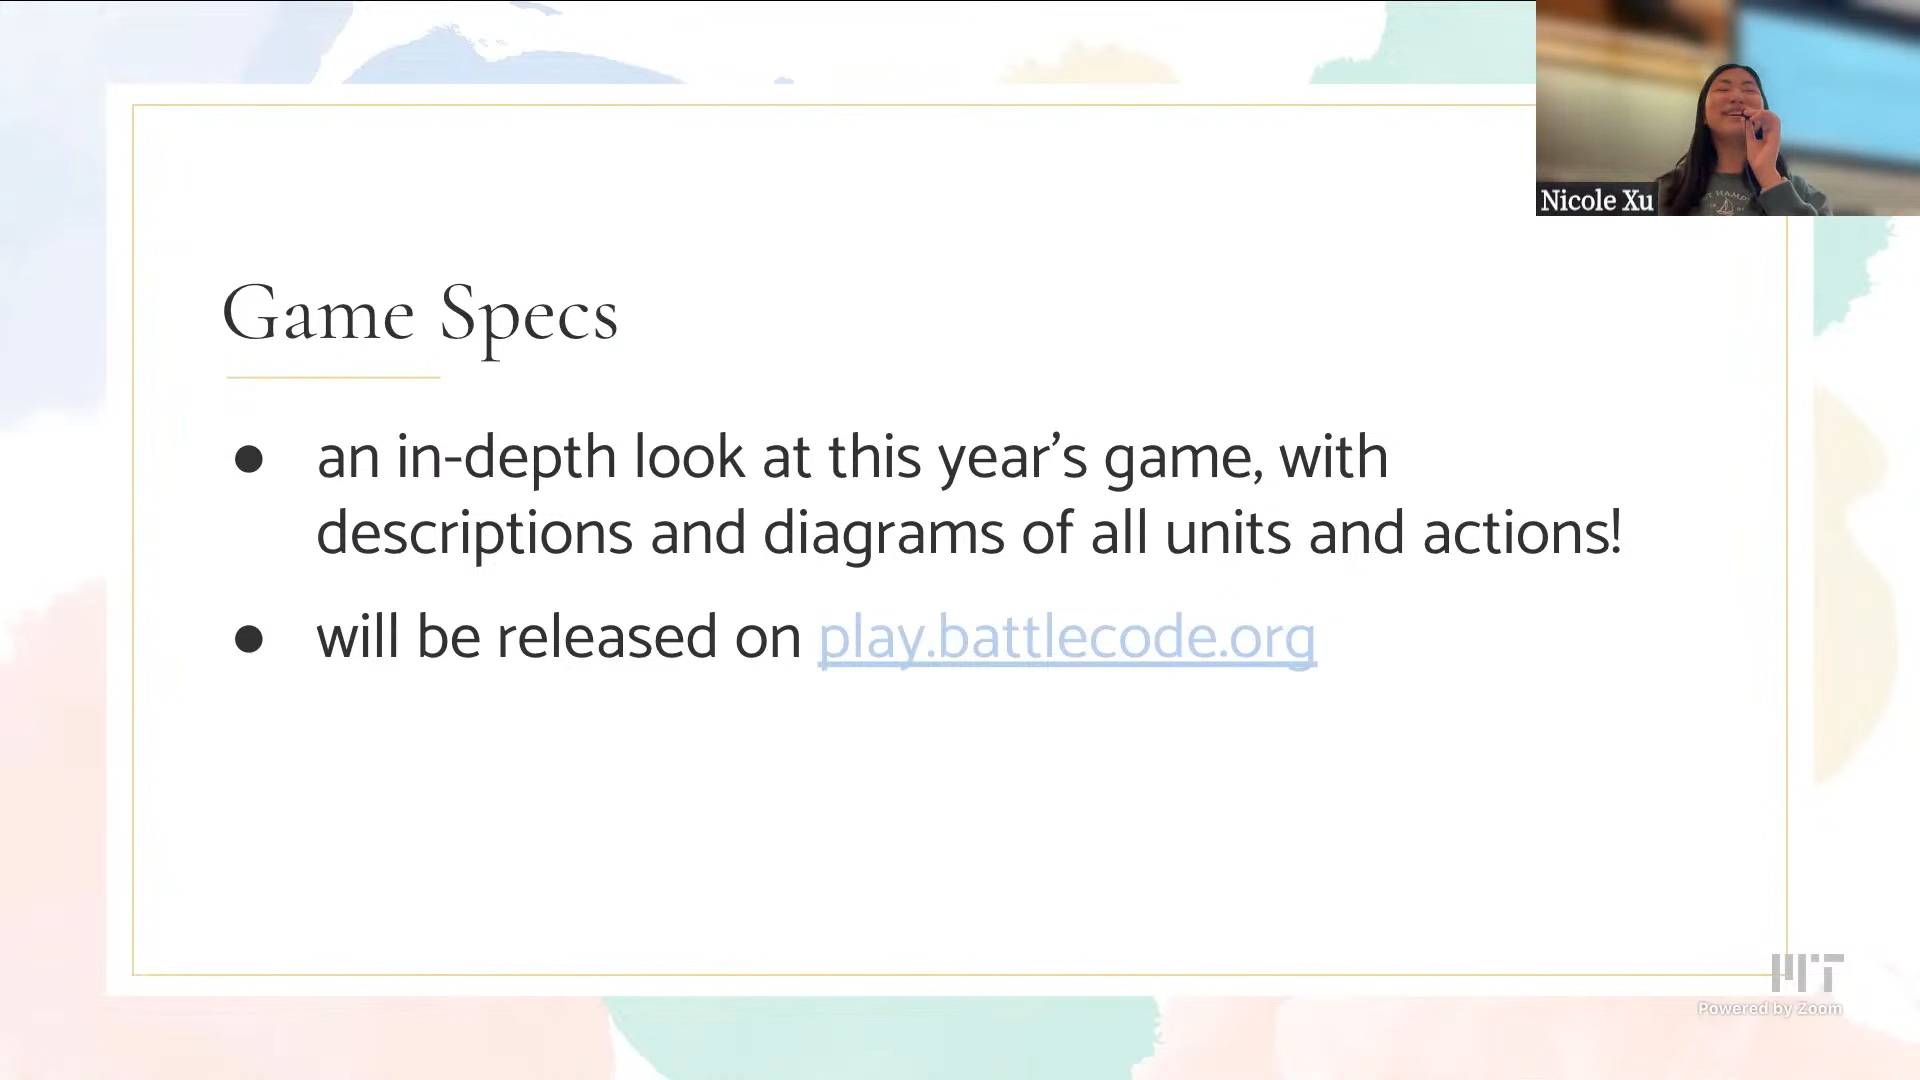 Nicole Xu
Game Specs
● an in-depth look at this year’s game, with
descriptions and diagrams of all units and actions!
● will be released on play.battlecode.org
MIT
Powered by Zoom